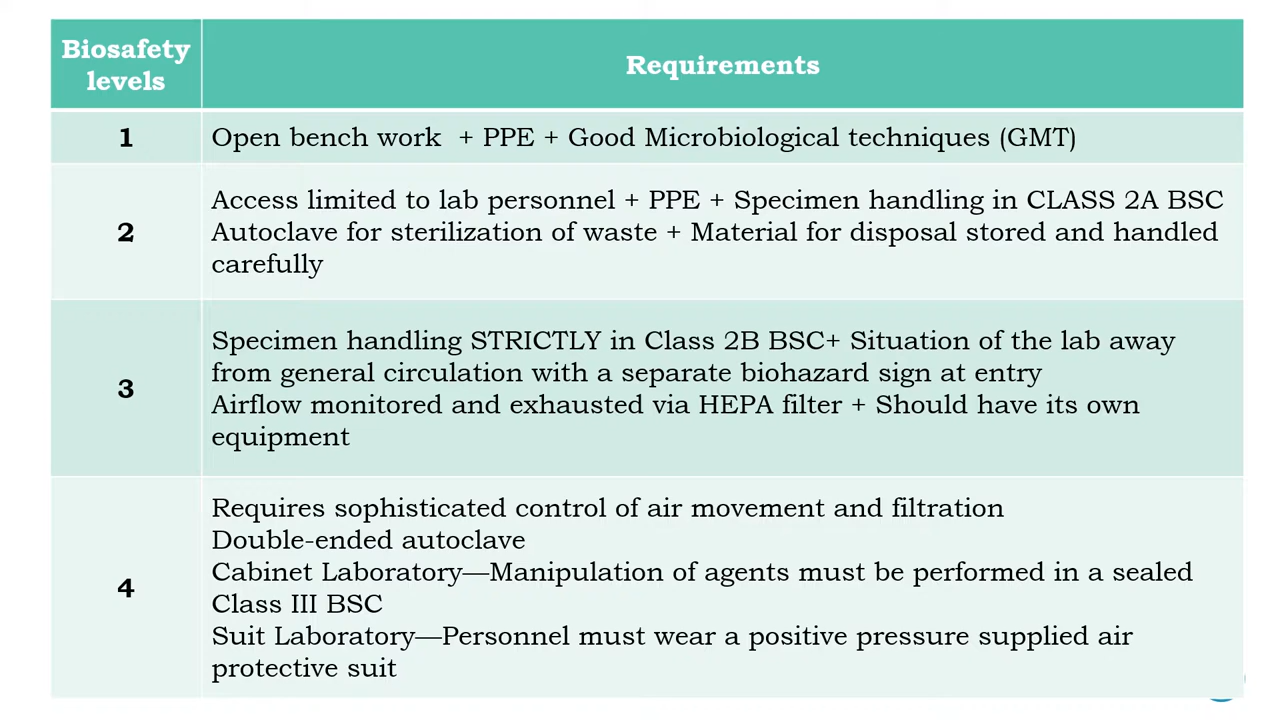 Biosafety
levels
Requirements
1
Open bench work + PPE + Good Microbiological techniques (GMT)
2
Access limited to lab personnel + PPE + Specimen handling in CLASS 2A BSC
Autoclave for sterilization of waste + Material for disposal stored and handled
carefully
3
Specimen handling STRICTLY in Class 2B BSC+ Situation of the lab away
from general circulation with a separate biohazard sign at entry
Airflow monitored and exhausted via HEPA filter + Should have its own
equipment
4
Requires sophisticated control of air movement and filtration
Double-ended autoclave
Cabinet Laboratory—Manipulation of agents must be performed in a sealed
Class III BSC
Suit Laboratory—Personnel must wear a positive pressure supplied air
protective suit